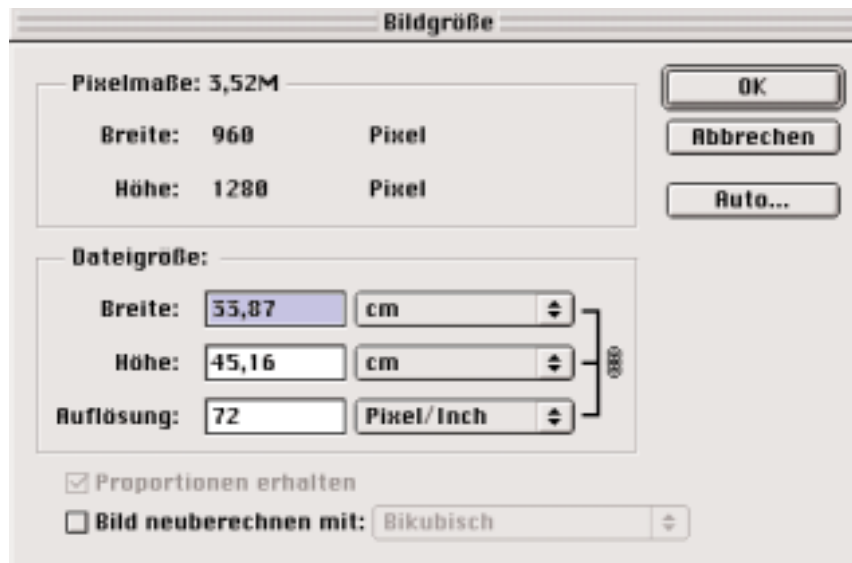 Bildgröße
Pixelmaße: 3,52M
OK
Breite: 960 Pixel
Abbrechen
Höhe: 1280 Pixel
Auto...
Dateigröße:
Breite: 33,87 cm
Höhe: 45,16 cm
Auflösung: 72 Pixel/Inch
Proportionen erhalten
Bild neuberechnen mit: Bikubisch